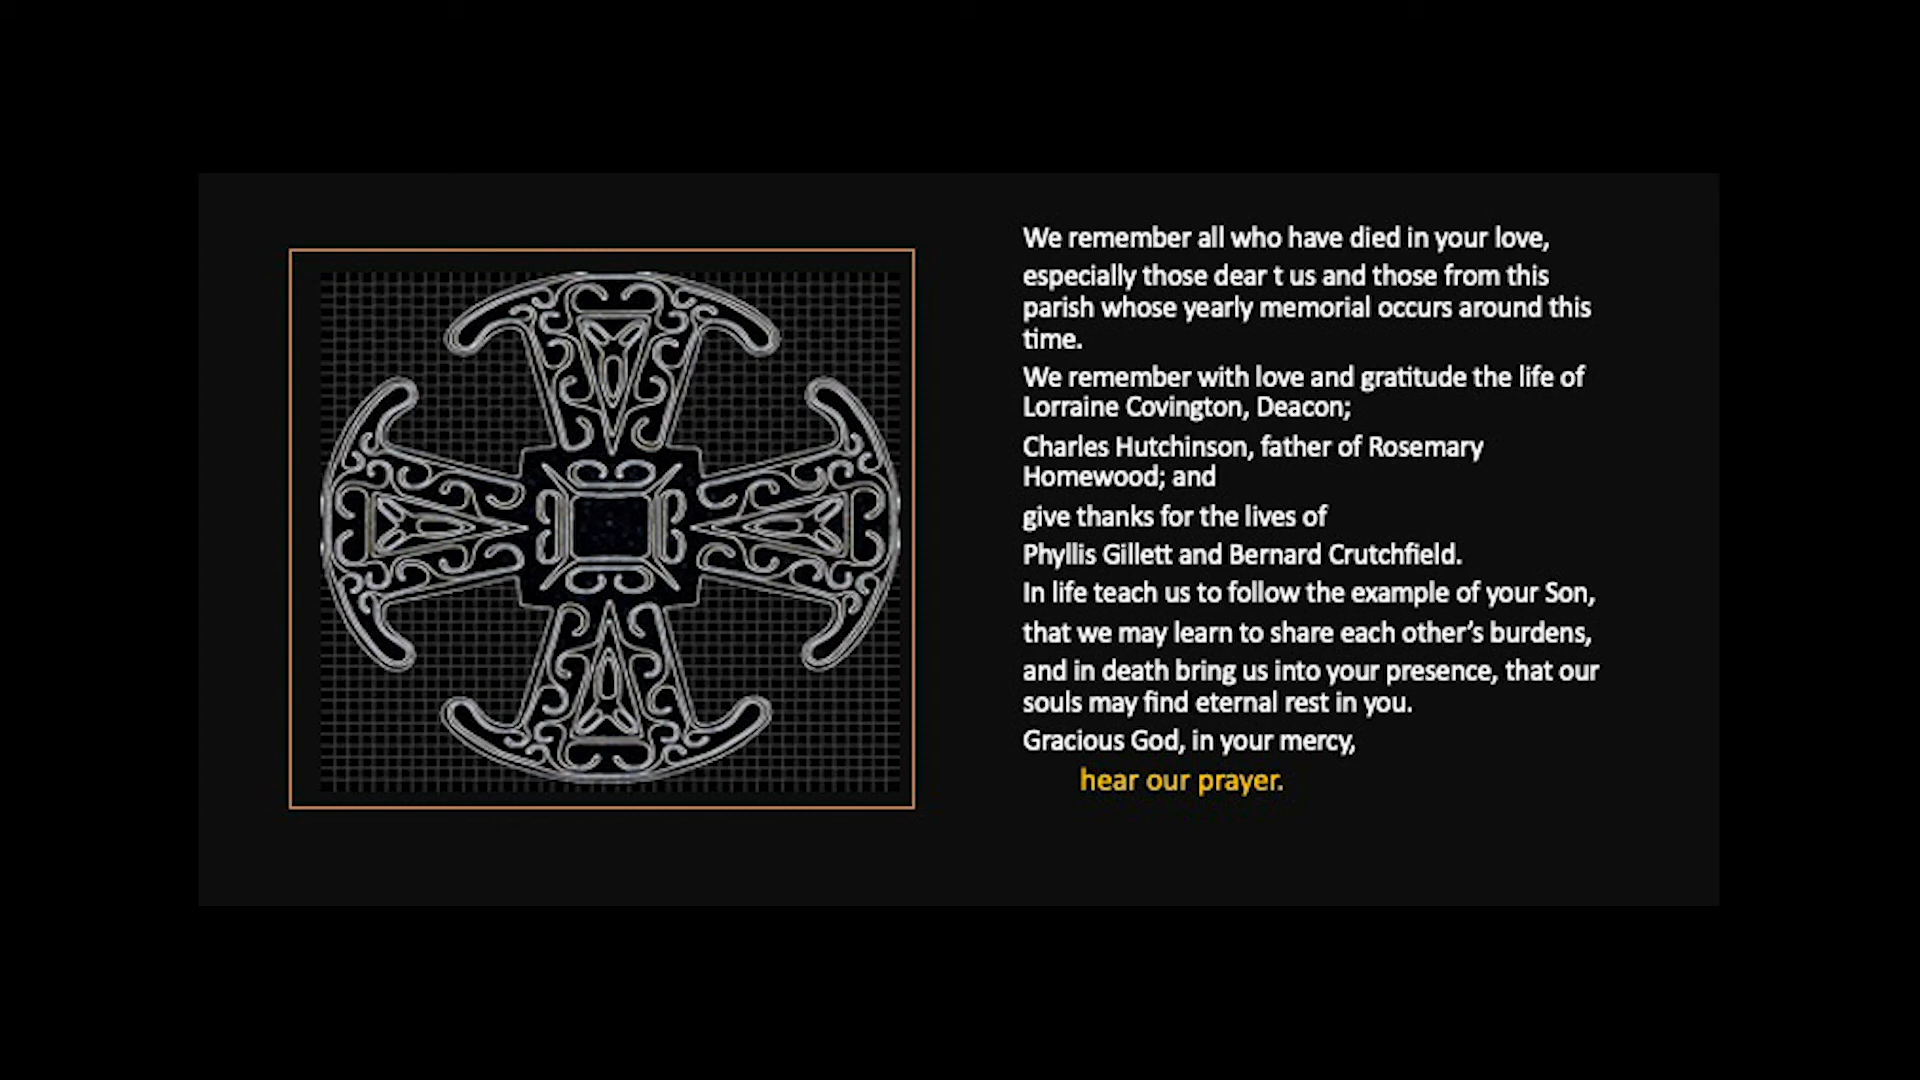 We remember all who have died in your love,
especially those dear t us and those from this
parish whose yearly memorial occurs around this
time.
We remember with love and gratitude the life of
Lorraine Covington, Deacon;
Charles Hutchinson, father of Rosemary
Homewood; and
give thanks for the lives of
Phyllis Gillett and Bernard Crutchfield.
In life teach us to follow the example of your Son,
that we may learn to share each other’s burdens,
and in death bring us into your presence, that our
souls may find eternal rest in you.
Gracious God, in your mercy,
hear our prayer.